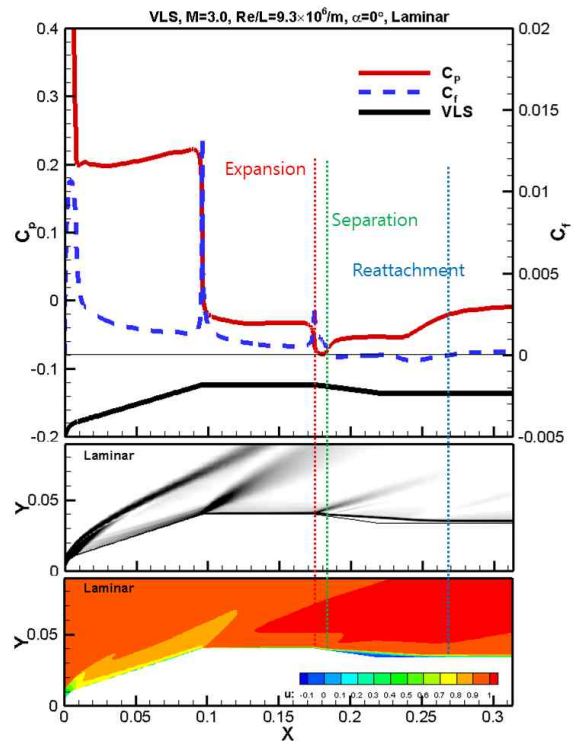 VLS, M=3.0, Re/L=9.3×10⁶/m, α=0°, Laminar
0.4
0.3
0.2
0.1
0
-0.1
-0.2
C_P
0.02
0.015
0.01
0.005
0
-0.005
C_f
C_P
C_f
VLS
Expansion
Separation
Reattachment
Laminar
0.05
0
Y
Laminar
0.05
0
Y
u: -0.1 0 0.1 0.2 0.3 0.4 0.5 0.6 0.7 0.8 0.9 1
0 0.05 0.1 0.15 0.2 0.25 0.3
X